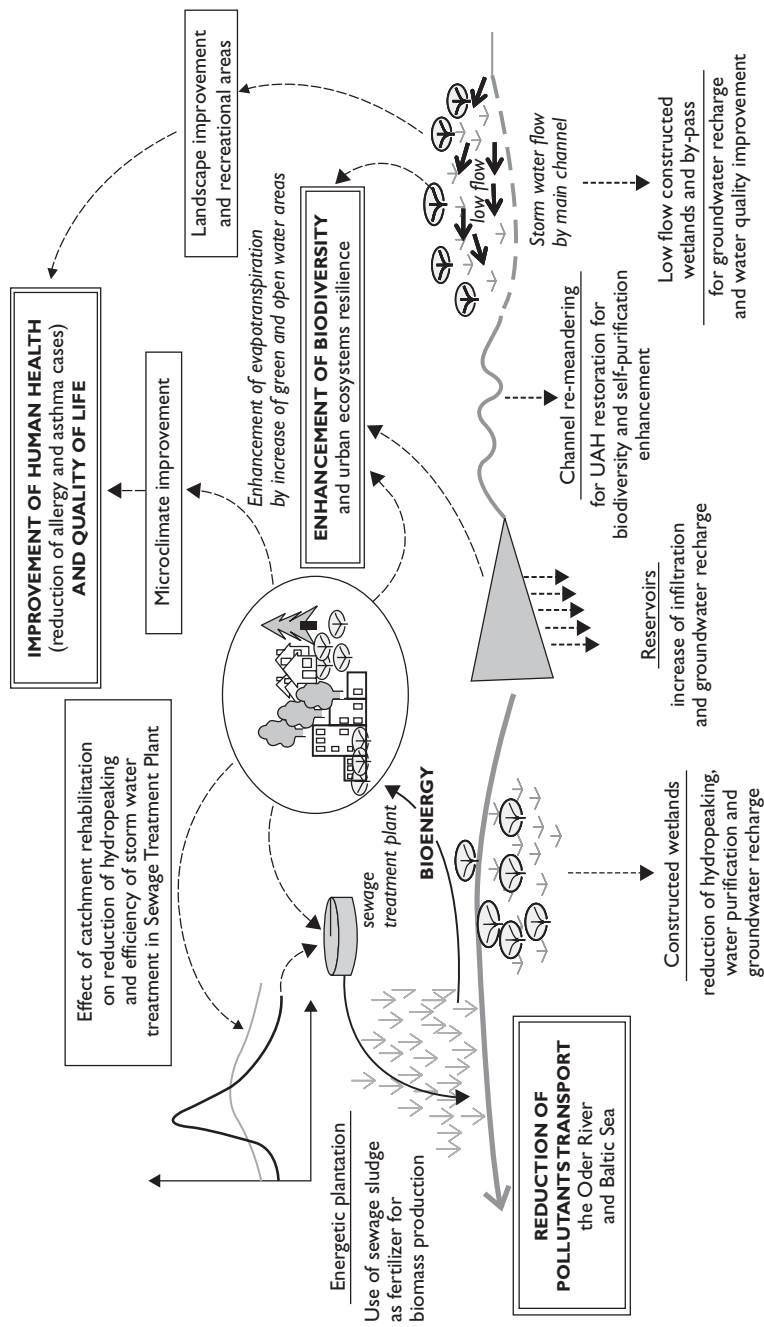 Effect of catchment rehabilitation
on reduction of hydropeaking
and efficiency of storm water
treatment in Sewage Treatment Plant
IMPROVEMENT OF HUMAN HEALTH
(reduction of allergy and asthma cases)
AND QUALITY OF LIFE
Microclimate improvement
Landscape improvement
and recreational areas
Enhancement of evapotranspiration
by increase of green and open water areas
ENHANCEMENT OF BIODIVERSITY
and urban ecosystems resilience
sewage
treatment plant
BIOENERGY
Energetic plantation
Use of sewage sludge
as fertilizer for
biomass production
low flow
Storm water flow
by main channel
REDUCTION OF
POLLUTANTS TRANSPORT
the Oder River
and Baltic Sea
Constructed wetlands
reduction of hydropeaking,
water purification and
groundwater recharge
Reservoirs
increase of infiltration
and groundwater recharge
Channel re-meandering
for UAH restoration for
biodiversity and self-purification
enhancement
Low flow constructed
wetlands and by-pass
for groundwater recharge
and water quality improvement